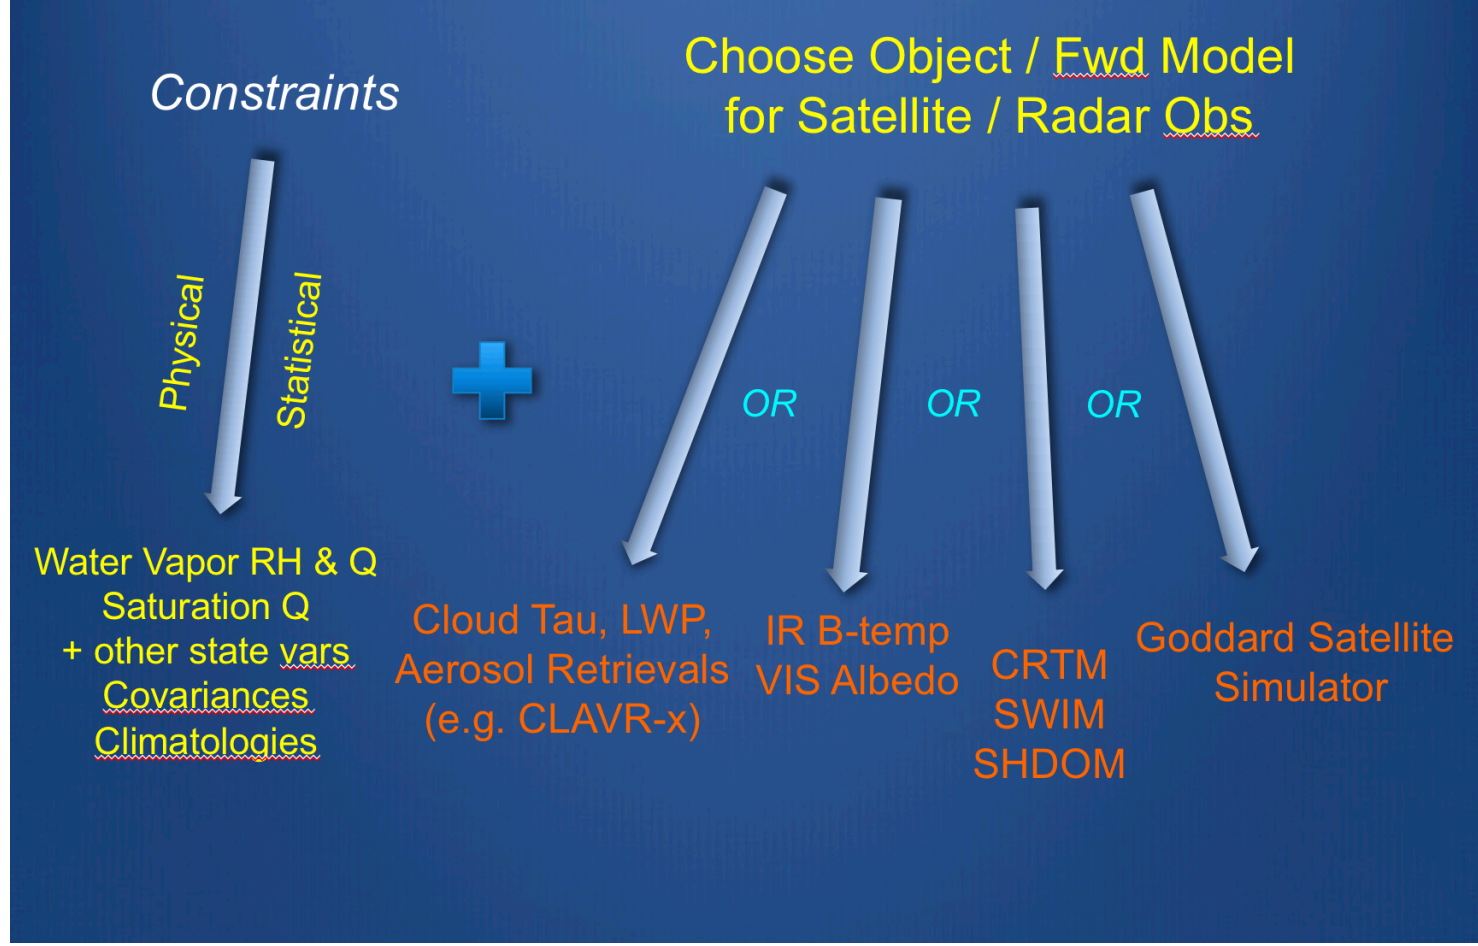 Constraints
Choose Object / Fwd Model
for Satellite / Radar Obs
Physical
Statistical
OR
OR
OR
Water Vapor RH & Q
Saturation Q
+ other state vars
Covariances
Climatologies
Cloud Tau, LWP,
Aerosol Retrievals
(e.g. CLAVR-x)
IR B-temp
VIS Albedo
CRTM
SWIM
SHDOM
Goddard Satellite
Simulator